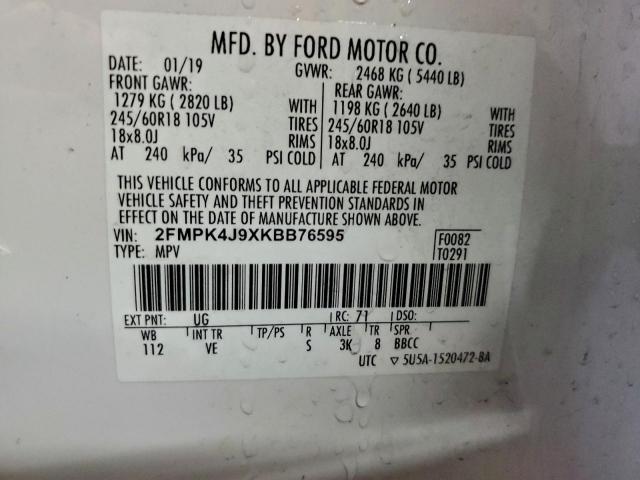 MFD. BY FORD MOTOR CO.
DATE: 01/19 GVWR: 2468 KG ( 5440 LB)
FRONT GAWR: REAR GAWR:
1279 KG ( 2820 LB) WITH 1198 KG ( 2640 LB) WITH
245/60R18 105V TIRES 245/60R18 105V TIRES
18x8.0J RIMS 18x8.0J RIMS
AT 240 kPa/ 35 PSI COLD AT 240 kPa/ 35 PSI COLD
THIS VEHICLE CONFORMS TO ALL APPLICABLE FEDERAL MOTOR
VEHICLE SAFETY AND THEFT PREVENTION STANDARDS IN
EFFECT ON THE DATE OF MANUFACTURE SHOWN ABOVE.
VIN: 2FMPK4J9XKBB76595 F0082
TYPE: MPV T0291
EXT PNT: UG RC: 71 DSO:
WB INT TR TP/PS R AXLE TR SPR
112 VE S 3K 8 BBCC
UTC ▽ 5U5A-1520472-BA